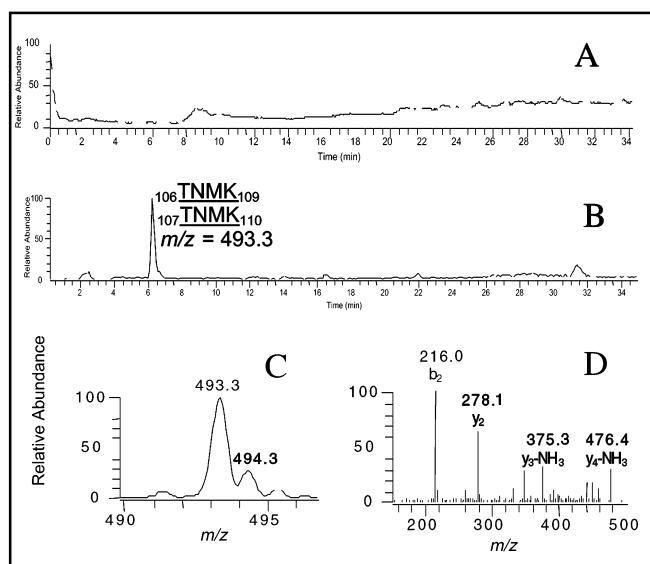 A
Relative Abundance
100
50
0
0 2 4 6 8 10 12 14 16 18 20 22 24 26 28 30 32 34
Time (min)
B
106TNMK109
107TNMK110
m/z = 493.3
Relative Abundance
100
50
0
2 4 6 8 10 12 14 16 18 20 22 24 26 28 30 32 34
Time (min)
C
Relative Abundance
493.3
494.3
100
50
0
490 495
m/z
D
216.0
b2
278.1
y2
375.3
y3-NH3
476.4
y4-NH3
100
50
0
200 300 400 500
m/z